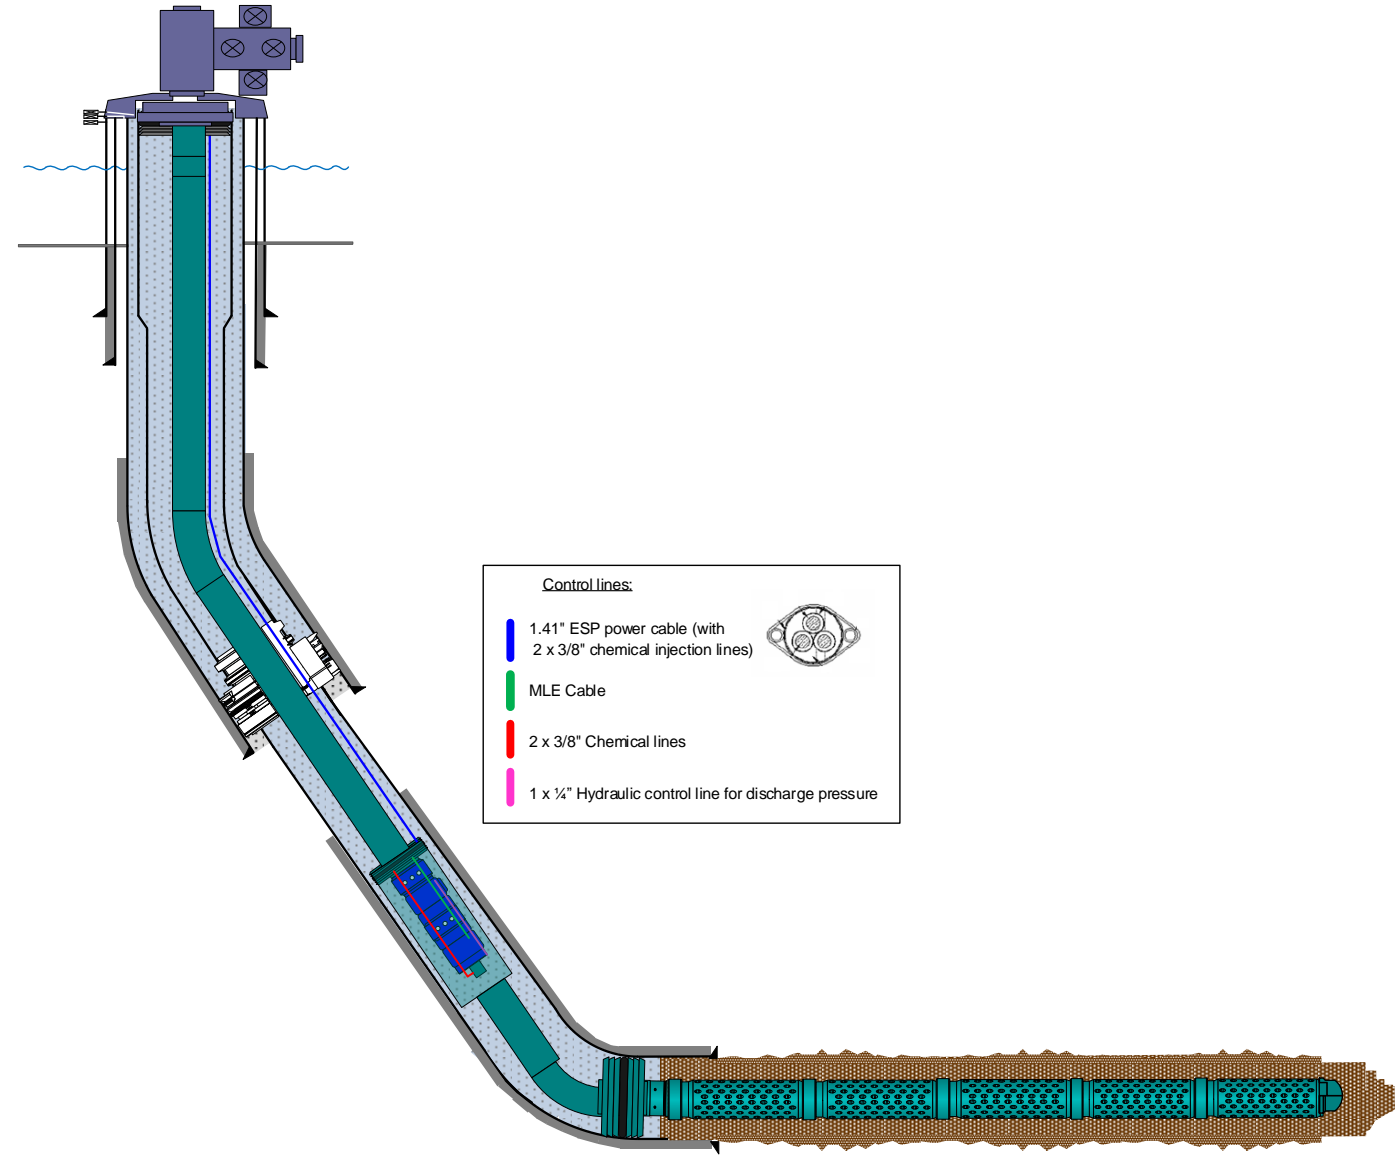 Control lines:
1.41" ESP power cable (with
2 x 3/8" chemical injection lines)
MLE Cable
2 x 3/8" Chemical lines
1 x ¼” Hydraulic control line for discharge pressure